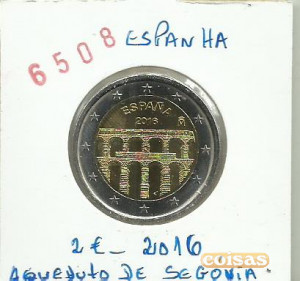 6508
ESPANHA
ESPAÑA
2016
2€ - 2016
AQUEDUTO DE SEGOVIA.
coisas